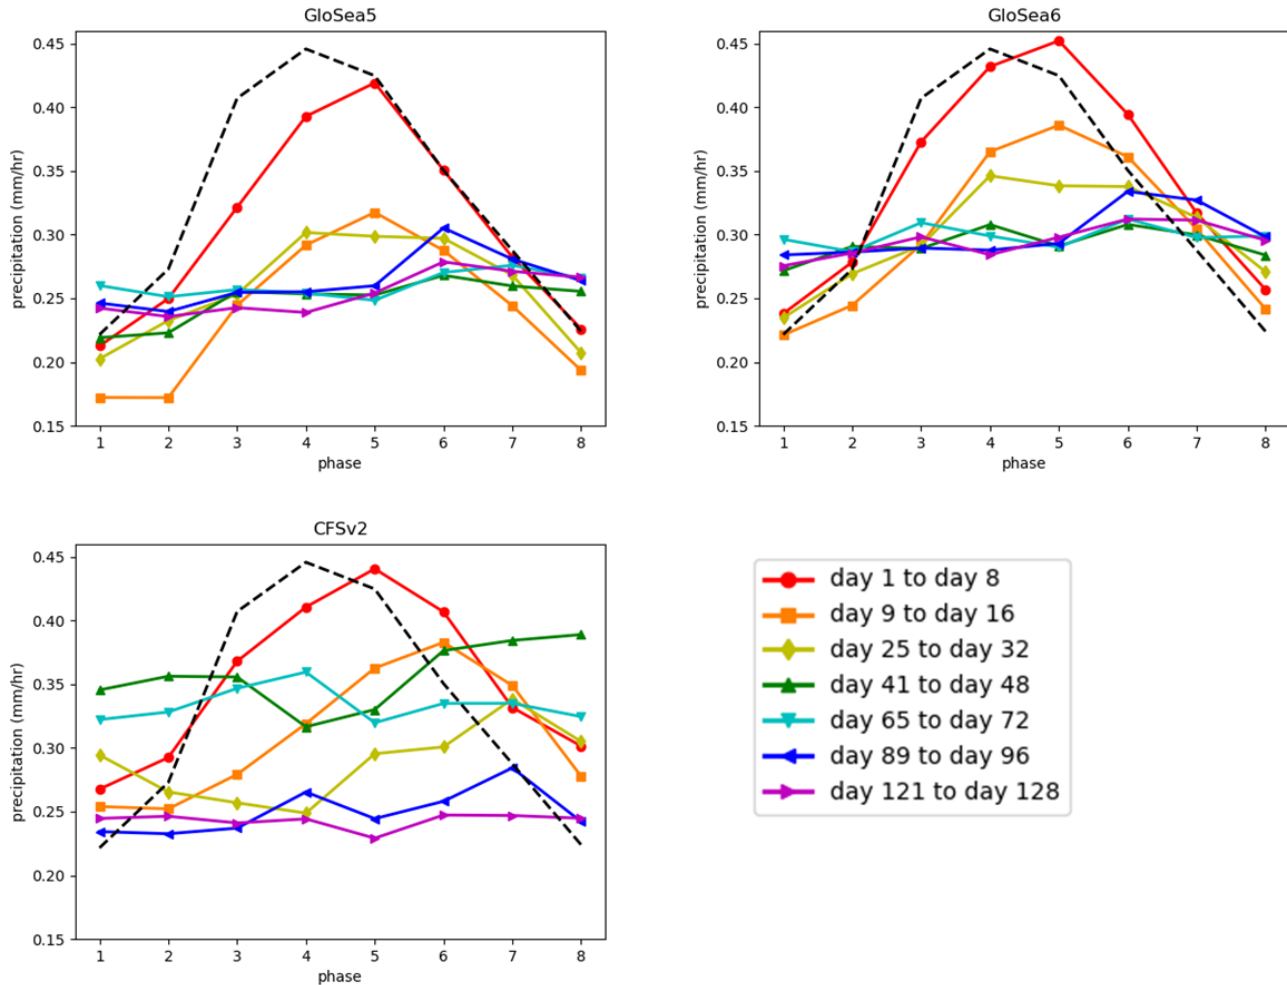 GloSea5
0.45
0.40
0.35
0.30
0.25
0.20
0.15
precipitation (mm/hr)
1 2 3 4 5 6 7 8
phase
GloSea6
0.45
0.40
0.35
0.30
0.25
0.20
0.15
precipitation (mm/hr)
1 2 3 4 5 6 7 8
phase
CFSv2
0.45
0.40
0.35
0.30
0.25
0.20
0.15
precipitation (mm/hr)
1 2 3 4 5 6 7 8
phase
day 1 to day 8
day 9 to day 16
day 25 to day 32
day 41 to day 48
day 65 to day 72
day 89 to day 96
day 121 to day 128